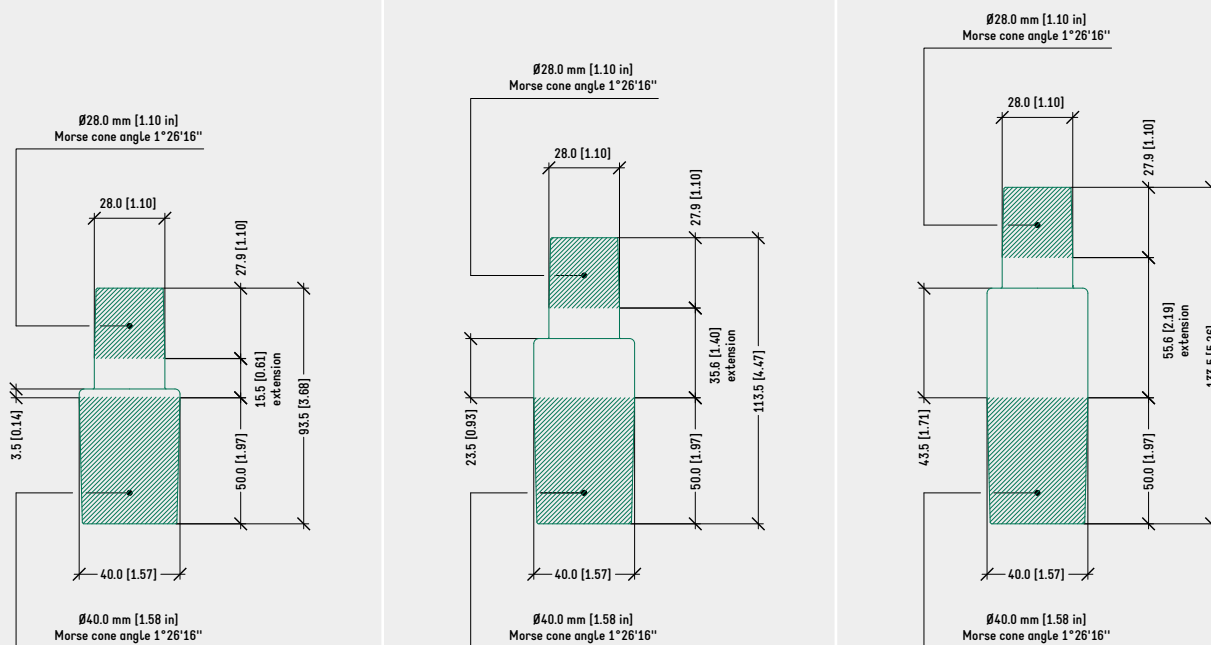 Ø28.0 mm [1.10 in]
Morse cone angle 1°26'16"
28.0 [1.10]
27.9 [1.10]
15.5 [0.61]
extension
93.5 [3.68]
3.5 [0.14]
50.0 [1.97]
40.0 [1.57]
Ø40.0 mm [1.58 in]
Morse cone angle 1°26'16"
Ø28.0 mm [1.10 in]
Morse cone angle 1°26'16"
28.0 [1.10]
27.9 [1.10]
35.6 [1.40]
extension
113.5 [4.47]
23.5 [0.93]
50.0 [1.97]
40.0 [1.57]
Ø40.0 mm [1.58 in]
Morse cone angle 1°26'16"
Ø28.0 mm [1.10 in]
Morse cone angle 1°26'16"
28.0 [1.10]
27.9 [1.10]
55.6 [2.19]
extension
43.5 [1.71]
50.0 [1.97]
40.0 [1.57]
Ø40.0 mm [1.58 in]
Morse cone angle 1°26'16"